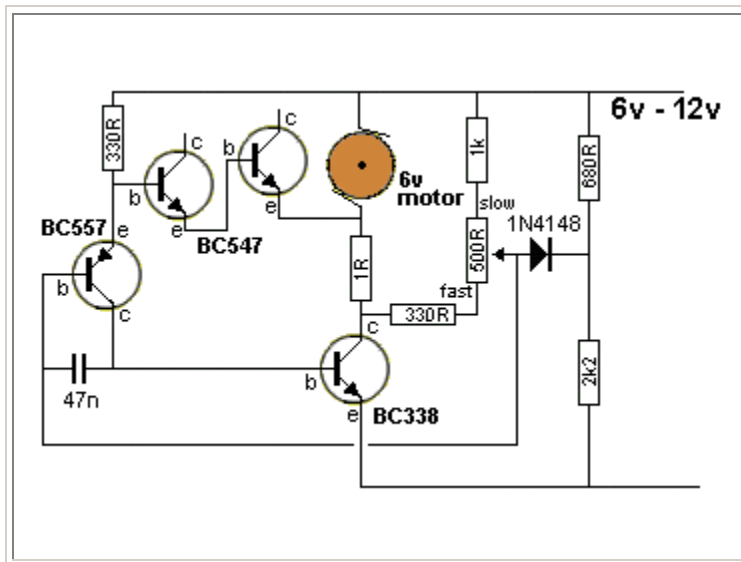 6v - 12v
330R
c
c
b
b
1k
680R
6v
motor
slow
1N4148
BC557
e
e
BC547
e
500R
b
1R
fast
c
c
330R
2k2
47n
b
BC338
e